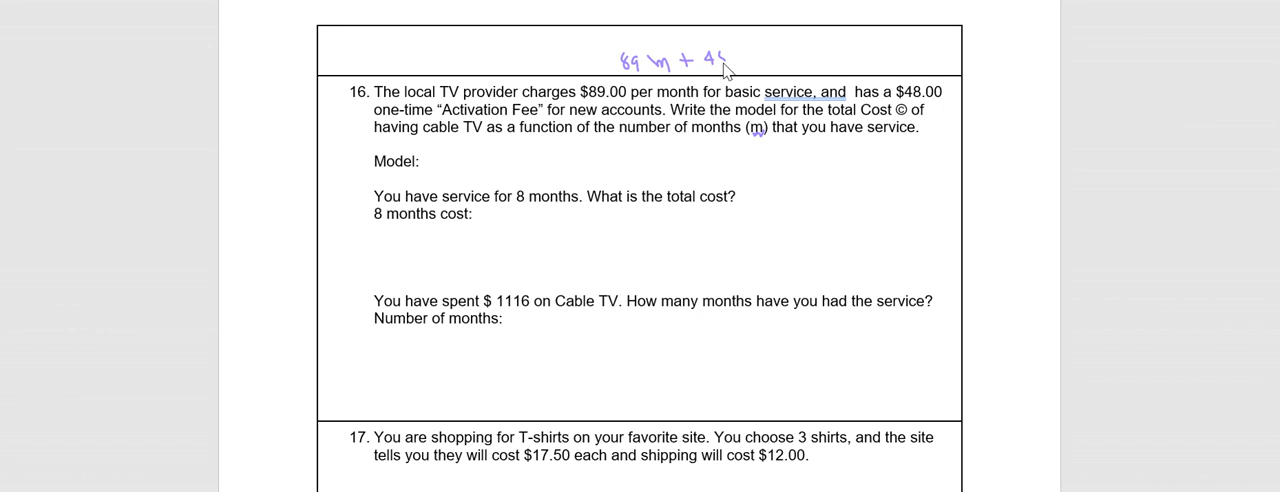 89 m + 4
16. The local TV provider charges $89.00 per month for basic service, and  has a $48.00
one-time “Activation Fee” for new accounts. Write the model for the total Cost © of
having cable TV as a function of the number of months (m) that you have service.
Model:
You have service for 8 months. What is the total cost?
8 months cost:
You have spent $ 1116 on Cable TV. How many months have you had the service?
Number of months:
17. You are shopping for T-shirts on your favorite site. You choose 3 shirts, and the site
tells you they will cost $17.50 each and shipping will cost $12.00.